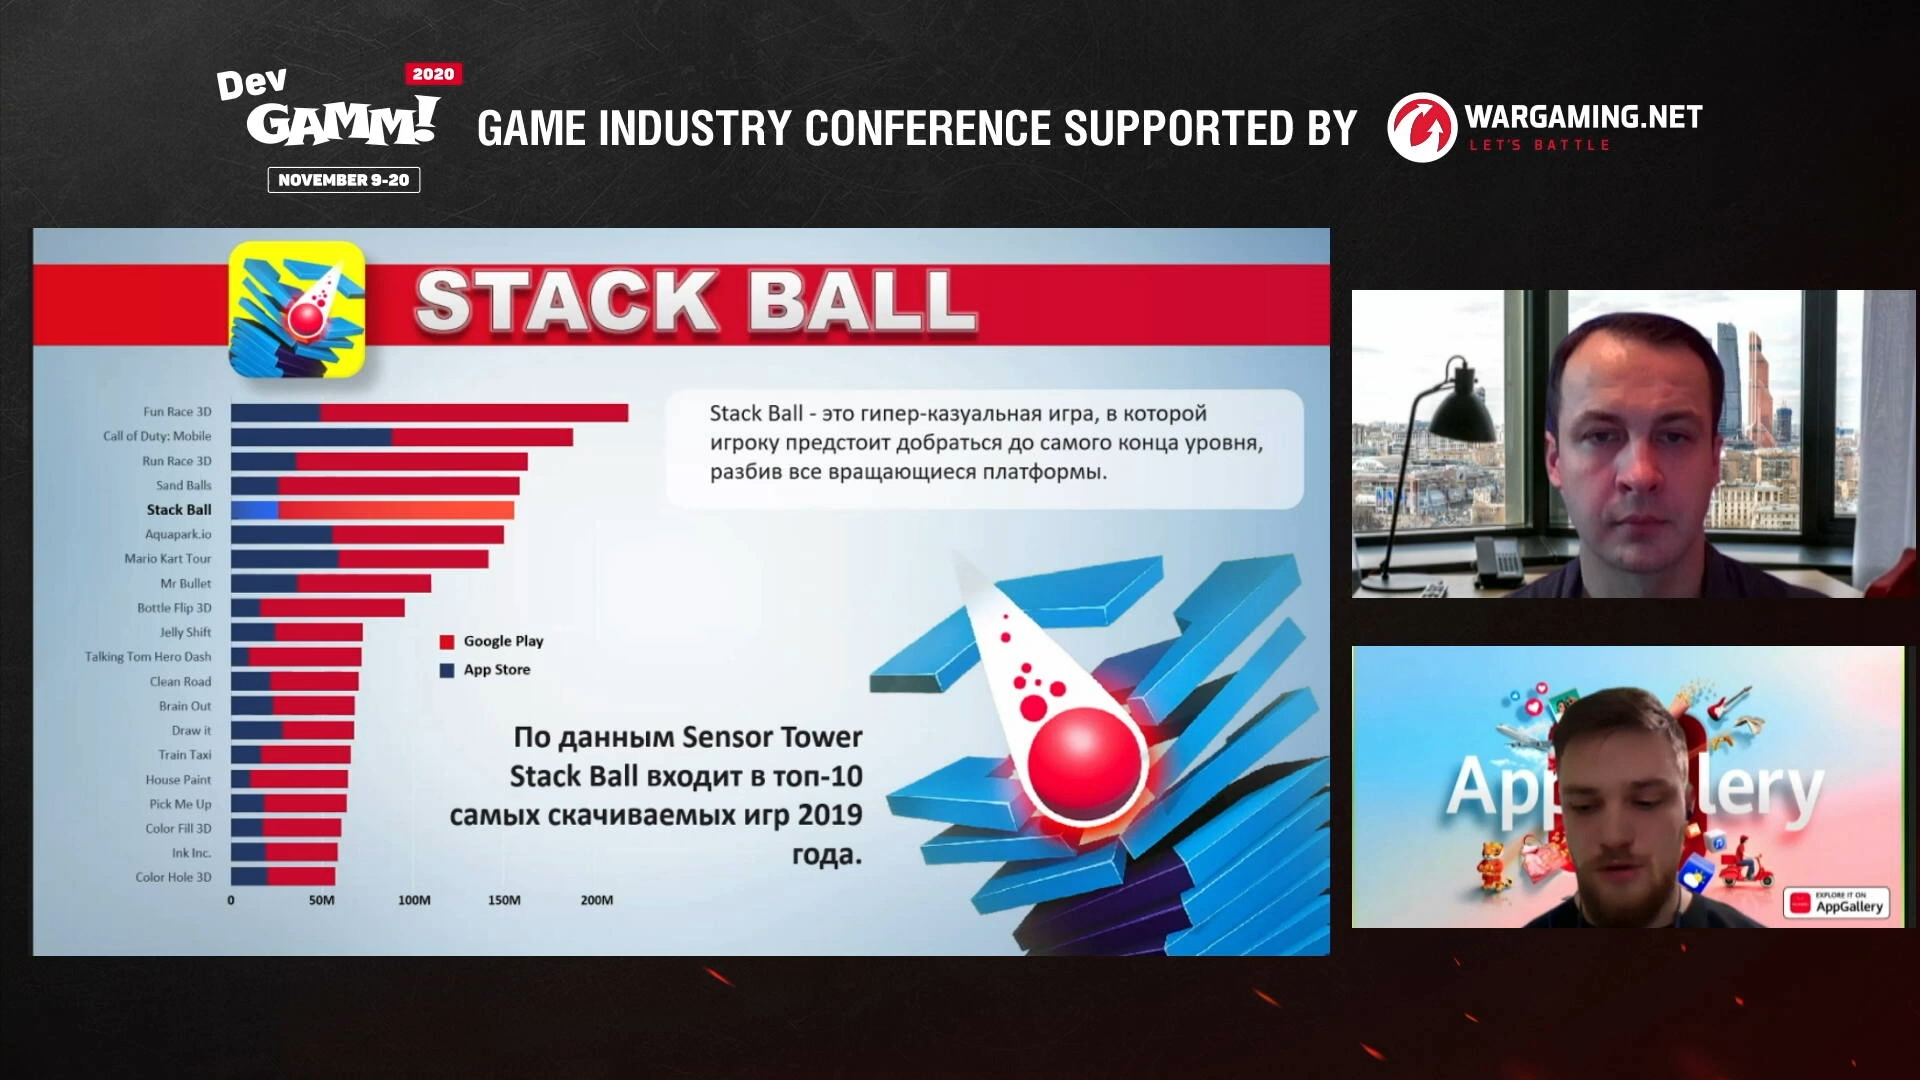 Dev
GAMM!
2020
NOVEMBER 9-20
GAME INDUSTRY CONFERENCE SUPPORTED BY
WARGAMING.NET
LET'S BATTLE
STACK BALL
Fun Race 3D
Call of Duty: Mobile
Run Race 3D
Sand Balls
Stack Ball
Aquapark.io
Mario Kart Tour
Mr Bullet
Bottle Flip 3D
Jelly Shift
Talking Tom Hero Dash
Clean Road
Brain Out
Draw it
Train Taxi
House Paint
Pick Me Up
Color Fill 3D
Ink Inc.
Color Hole 3D
0 50M 100M 150M 200M
Google Play
App Store
Stack Ball - это гипер-казуальная игра, в которой
игроку предстоит добраться до самого конца уровня,
разбив все вращающиеся платформы.
По данным Sensor Tower
Stack Ball входит в топ-10
самых скачиваемых игр 2019
года.
App lery
EXPLORE IT ON
AppGallery